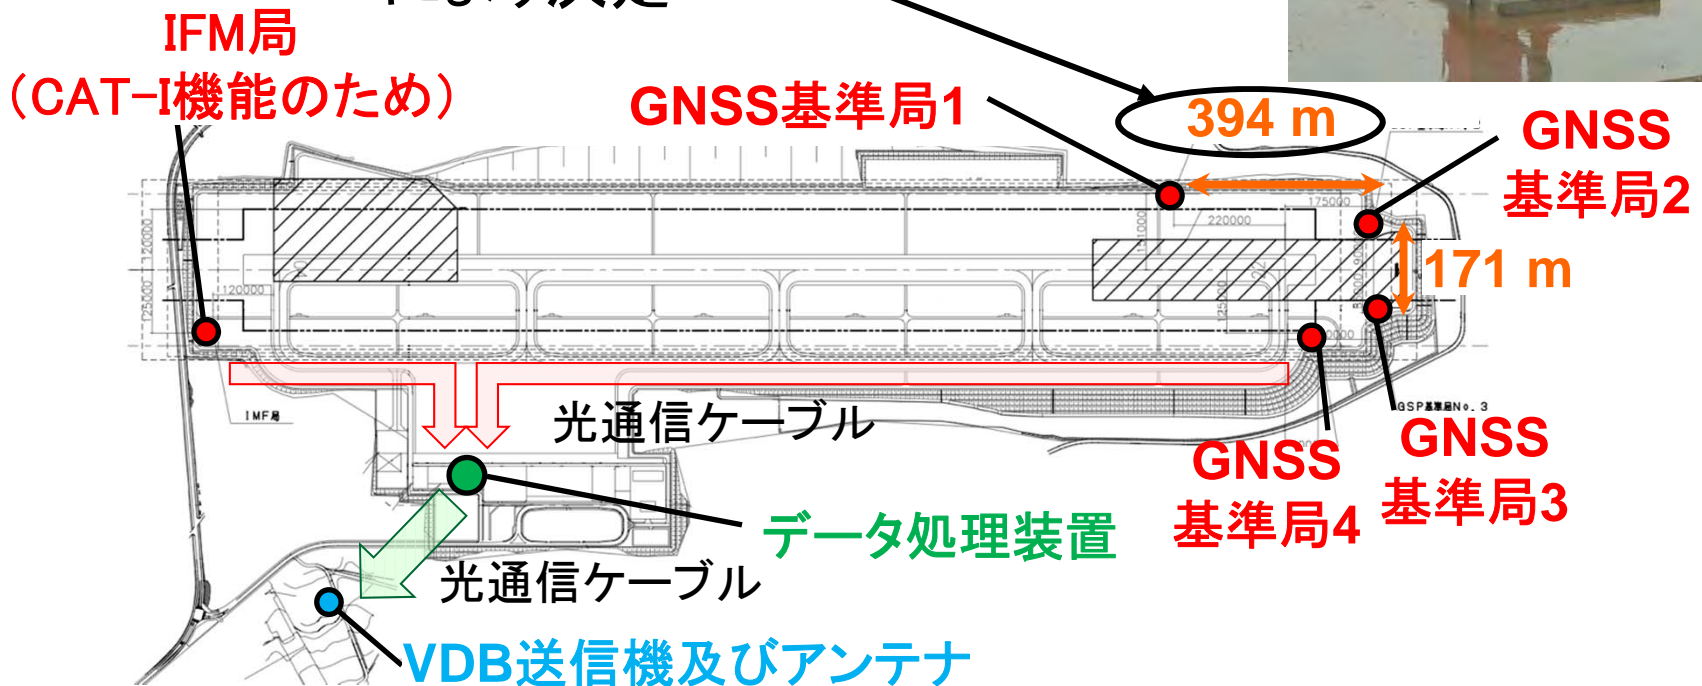 IFM局
（CAT-I機能のため）
GNSS基準局1
394 m
GNSS
基準局2
175000
220000
171 m
120000
120000
125000
IMF局
光通信ケーブル
GSP基準局No.3
GNSS
基準局3
GNSS
基準局4
データ処理装置
光通信ケーブル
VDB送信機及びアンテナ